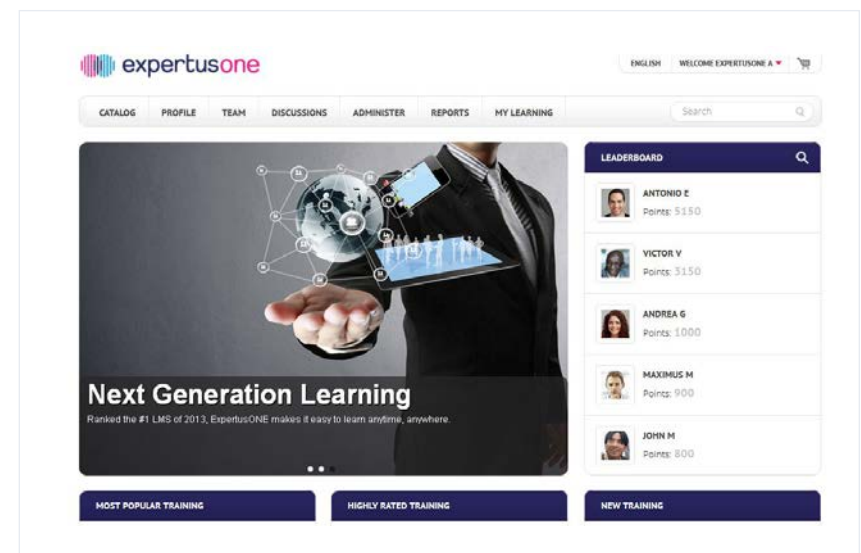 expertusone
ENGLISH WELCOME EXPERTUSONE A
CATALOG PROFILE TEAM DISCUSSIONS ADMINISTER REPORTS MY LEARNING Search
Next Generation Learning
Ranked the #1 LMS of 2013, ExpertusONE makes it easy to learn anytime, anywhere.
LEADERBOARD
ANTONIO E
Points: 5150
VICTOR V
Points: 3150
ANDREA G
Points: 1000
MAXIMUS M
Points: 900
JOHN M
Points: 800
MOST POPULAR TRAINING HIGHLY RATED TRAINING NEW TRAINING